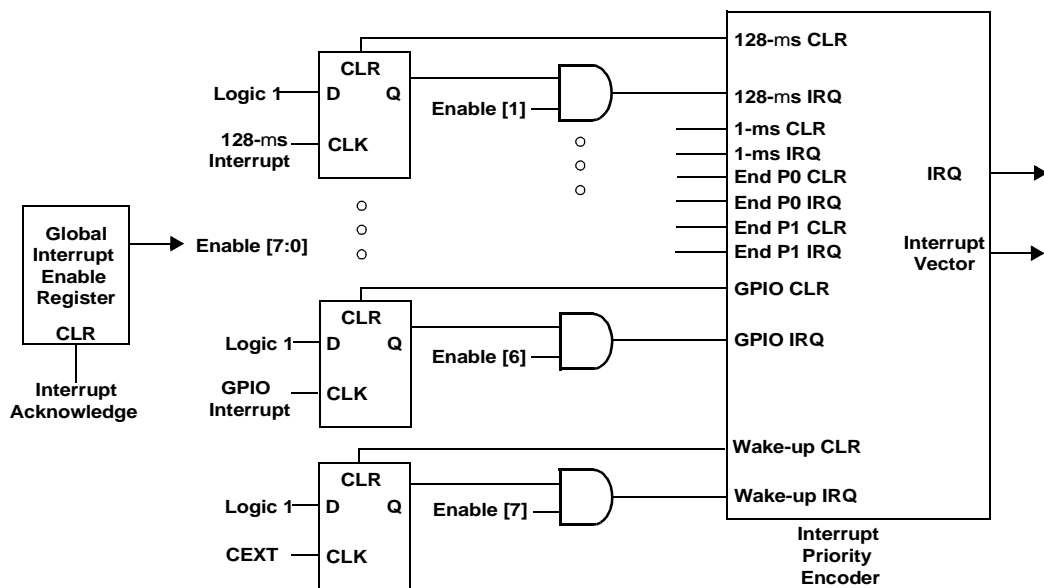 128-ms CLR
CLR
D Q
Logic 1
128-ms
Interrupt
CLK
Enable [1]
128-ms IRQ
1-ms CLR
1-ms IRQ
End P0 CLR
End P0 IRQ
End P1 CLR
End P1 IRQ
IRQ
Interrupt
Vector
Global
Interrupt
Enable
Register
CLR
Enable [7:0]
Interrupt
Acknowledge
GPIO CLR
CLR
D Q
Logic 1
GPIO
Interrupt
CLK
Enable [6]
GPIO IRQ
Wake-up CLR
CLR
D Q
Logic 1
CEXT
CLK
Enable [7]
Wake-up IRQ
Interrupt
Priority
Encoder